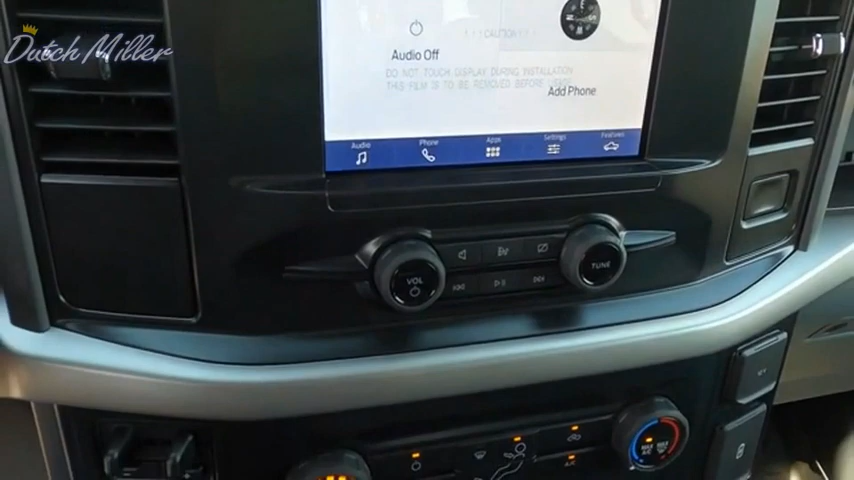 Dutch Miller
! ! ! CAUTION ! ! !
Audio Off
DO NOT TOUCH DISPLAY DURING INSTALLATION
THIS FILM IS TO BE REMOVED BEFORE
Add Phone
Audio Phone Apps Settings Features
VOL
TUNE
MAX A/C
A/C